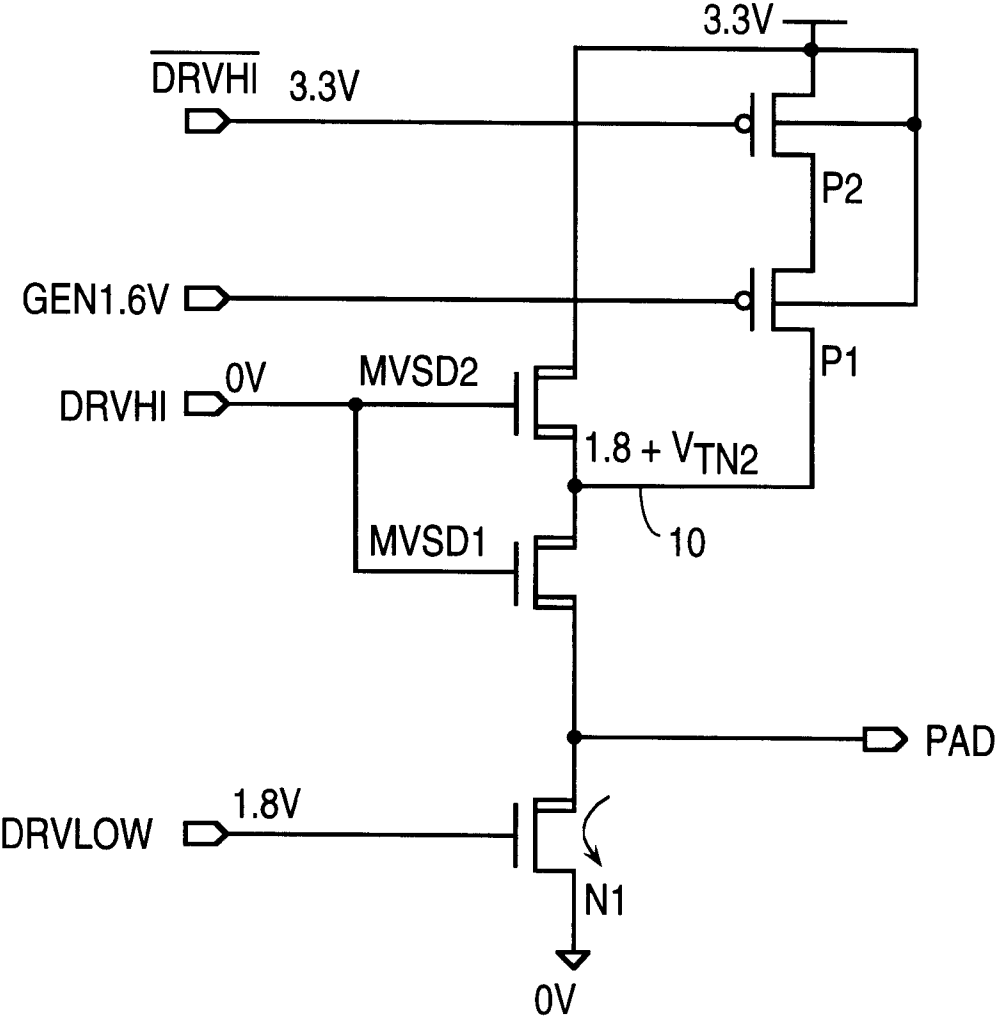 3.3V
DRVHI
3.3V
P2
GEN1.6V
P1
0V
MVSD2
DRVHI
1.8 + VTN2
MVSD1
10
PAD
1.8V
DRVLOW
N1
0V